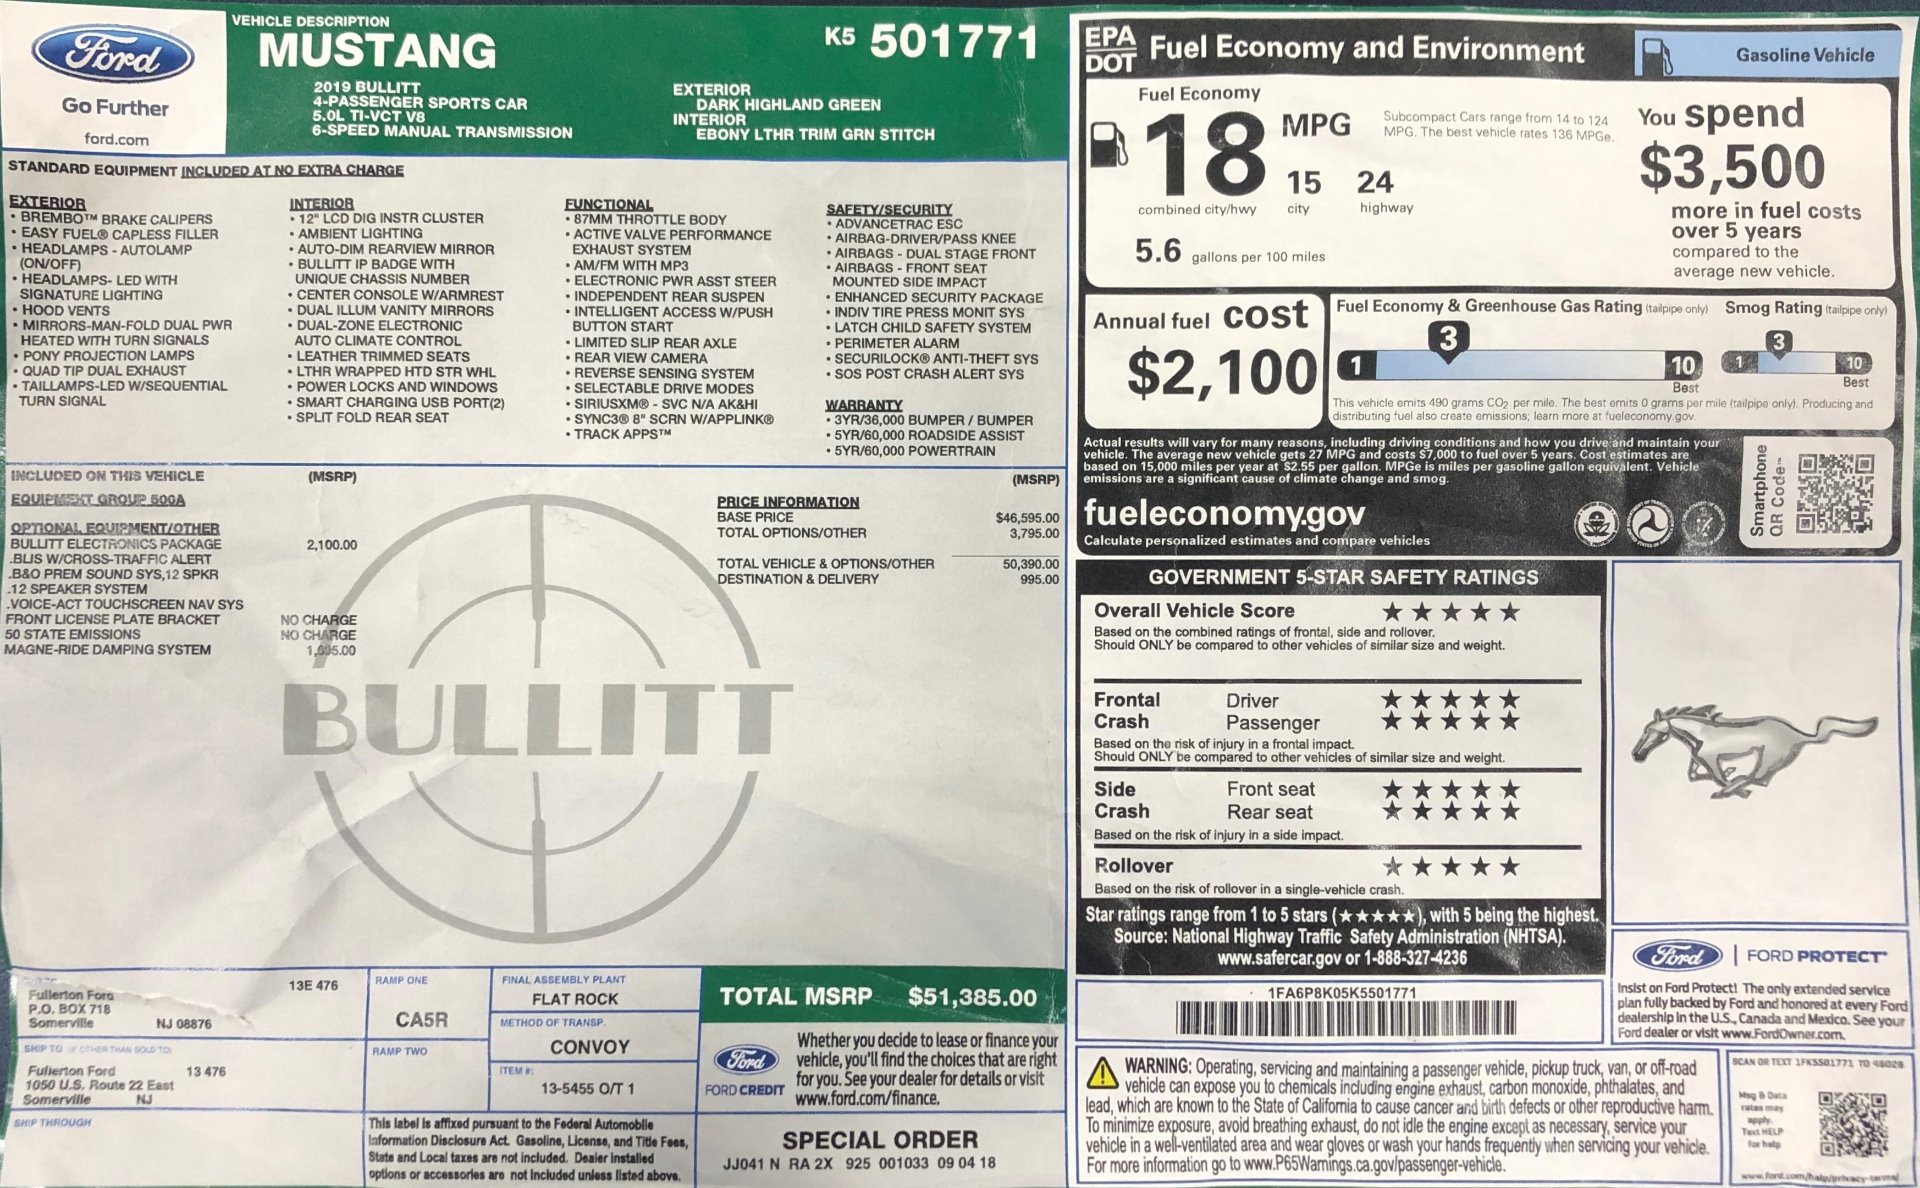 Ford
Go Further
ford.com
VEHICLE DESCRIPTION
MUSTANG
2019 BULLITT
4-PASSENGER SPORTS CAR
5.0L TI-VCT V8
6-SPEED MANUAL TRANSMISSION
K5 501771
EXTERIOR
DARK HIGHLAND GREEN
INTERIOR
EBONY LTHR TRIM GRN STITCH
STANDARD EQUIPMENT INCLUDED AT NO EXTRA CHARGE
EXTERIOR
• BREMBO™ BRAKE CALIPERS
• EASY FUEL® CAPLESS FILLER
• HEADLAMPS - AUTOLAMP
(ON/OFF)
• HEADLAMPS- LED WITH
SIGNATURE LIGHTING
• HOOD VENTS
• MIRRORS-MAN-FOLD DUAL PWR
HEATED WITH TURN SIGNALS
• PONY PROJECTION LAMPS
• QUAD TIP DUAL EXHAUST
• TAILLAMPS-LED W/SEQUENTIAL
TURN SIGNAL
INTERIOR
• 12" LCD DIG INSTR CLUSTER
• AMBIENT LIGHTING
• AUTO-DIM REARVIEW MIRROR
• BULLITT IP BADGE WITH
UNIQUE CHASSIS NUMBER
• CENTER CONSOLE W/ARMREST
• DUAL ILLUM VANITY MIRRORS
• DUAL-ZONE ELECTRONIC
AUTO CLIMATE CONTROL
• LEATHER TRIMMED SEATS
• LTHR WRAPPED HTD STR WHL
• POWER LOCKS AND WINDOWS
• SMART CHARGING USB PORT(2)
• SPLIT FOLD REAR SEAT
FUNCTIONAL
• 87MM THROTTLE BODY
• ACTIVE VALVE PERFORMANCE
EXHAUST SYSTEM
• AM/FM WITH MP3
• ELECTRONIC PWR ASST STEER
• INDEPENDENT REAR SUSPEN
• INTELLIGENT ACCESS W/PUSH
BUTTON START
• LIMITED SLIP REAR AXLE
• REAR VIEW CAMERA
• REVERSE SENSING SYSTEM
• SELECTABLE DRIVE MODES
• SIRIUSXM® - SVC N/A AK&HI
• SYNC3® 8" SCRN W/APPLINK®
• TRACK APPS™
SAFETY/SECURITY
• ADVANCETRAC ESC
• AIRBAG-DRIVER/PASS KNEE
• AIRBAGS - DUAL STAGE FRONT
• AIRBAGS - FRONT SEAT
MOUNTED SIDE IMPACT
• ENHANCED SECURITY PACKAGE
• INDIV TIRE PRESS MONIT SYS
• LATCH CHILD SAFETY SYSTEM
• PERIMETER ALARM
• SECURILOCK® ANTI-THEFT SYS
• SOS POST CRASH ALERT SYS
WARRANTY
• 3YR/36,000 BUMPER / BUMPER
• 5YR/60,000 ROADSIDE ASSIST
• 5YR/60,000 POWERTRAIN
INCLUDED ON THIS VEHICLE (MSRP)
EQUIPMENT GROUP 600A
OPTIONAL EQUIPMENT/OTHER
BULLITT ELECTRONICS PACKAGE 2,100.00
.BLIS W/CROSS-TRAFFIC ALERT
.B&O PREM SOUND SYS,12 SPKR
.12 SPEAKER SYSTEM
.VOICE-ACT TOUCHSCREEN NAV SYS
FRONT LICENSE PLATE BRACKET NO CHARGE
50 STATE EMISSIONS NO CHARGE
MAGNE-RIDE DAMPING SYSTEM 1,695.00
(MSRP)
PRICE INFORMATION
BASE PRICE $46,595.00
TOTAL OPTIONS/OTHER 3,795.00
TOTAL VEHICLE & OPTIONS/OTHER 50,390.00
DESTINATION & DELIVERY 995.00
BULLITT
Fullerton Ford 13E 476
P.O. BOX 718
Somerville NJ 08876
SHIP TO (IF OTHER THAN SOLD TO)
Fullerton Ford 13 476
1050 U.S. Route 22 East
Somerville NJ
SHIP THROUGH
RAMP ONE
CA5R
RAMP TWO
FINAL ASSEMBLY PLANT
FLAT ROCK
METHOD OF TRANSP.
CONVOY
ITEM #:
13-5455 O/T 1
This label is affixed pursuant to the Federal Automobile
Information Disclosure Act. Gasoline, License, and Title Fees,
State and Local taxes are not included. Dealer installed
options or accessories are not included unless listed above.
TOTAL MSRP $51,385.00
Ford
FORD CREDIT
Whether you decide to lease or finance your
vehicle, you'll find the choices that are right
for you. See your dealer for details or visit
www.ford.com/finance.
SPECIAL ORDER
JJ041 N RA 2X 925 001033 09 04 18
EPA
DOT
Fuel Economy and Environment
Gasoline Vehicle
Fuel Economy
18 MPG
combined city/hwy
15
city
24
highway
5.6 gallons per 100 miles
Subcompact Cars range from 14 to 124
MPG. The best vehicle rates 136 MPGe.
You spend
$3,500
more in fuel costs
over 5 years
compared to the
average new vehicle.
Annual fuel cost
$2,100
Fuel Economy & Greenhouse Gas Rating (tailpipe only)
1
3
10
Best
Smog Rating (tailpipe only)
1
3
10
Best
This vehicle emits 490 grams CO2 per mile. The best emits 0 grams per mile (tailpipe only). Producing and
distributing fuel also create emissions; learn more at fueleconomy.gov.
Actual results will vary for many reasons, including driving conditions and how you drive and maintain your
vehicle. The average new vehicle gets 27 MPG and costs $7,000 to fuel over 5 years. Cost estimates are
based on 15,000 miles per year at $2.55 per gallon. MPGe is miles per gasoline gallon equivalent. Vehicle
emissions are a significant cause of climate change and smog.
fueleconomy.gov
Calculate personalized estimates and compare vehicles
Smartphone
QR Code™
GOVERNMENT 5-STAR SAFETY RATINGS
Overall Vehicle Score ★★★★★
Based on the combined ratings of frontal, side and rollover.
Should ONLY be compared to other vehicles of similar size and weight.
Frontal Driver ★★★★★
Crash Passenger ★★★★★
Based on the risk of injury in a frontal impact.
Should ONLY be compared to other vehicles of similar size and weight.
Side Front seat ★★★★★
Crash Rear seat ★★★★★
Based on the risk of injury in a side impact.
Rollover ★★★★★
Based on the risk of rollover in a single-vehicle crash.
Star ratings range from 1 to 5 stars (★★★★★), with 5 being the highest.
Source: National Highway Traffic Safety Administration (NHTSA).
www.safercar.gov or 1-888-327-4236
1FA6P8K05K5501771
Ford FORD PROTECT
Insist on Ford Protect! The only extended service
plan fully backed by Ford and honored at every Ford
dealership in the U.S., Canada and Mexico. See your
Ford dealer or visit www.FordOwner.com.
WARNING: Operating, servicing and maintaining a passenger vehicle, pickup truck, van, or off-road
vehicle can expose you to chemicals including engine exhaust, carbon monoxide, phthalates, and
lead, which are known to the State of California to cause cancer and birth defects or other reproductive harm.
To minimize exposure, avoid breathing exhaust, do not idle the engine except as necessary, service your
vehicle in a well-ventilated area and wear gloves or wash your hands frequently when servicing your vehicle.
For more information go to www.P65Warnings.ca.gov/passenger-vehicle.
SCAN OR TEXT 1FK5501771 TO 48028
Msg & Data
rates may
apply.
Text HELP
for help
www.ford.com/help/privacy-terms/